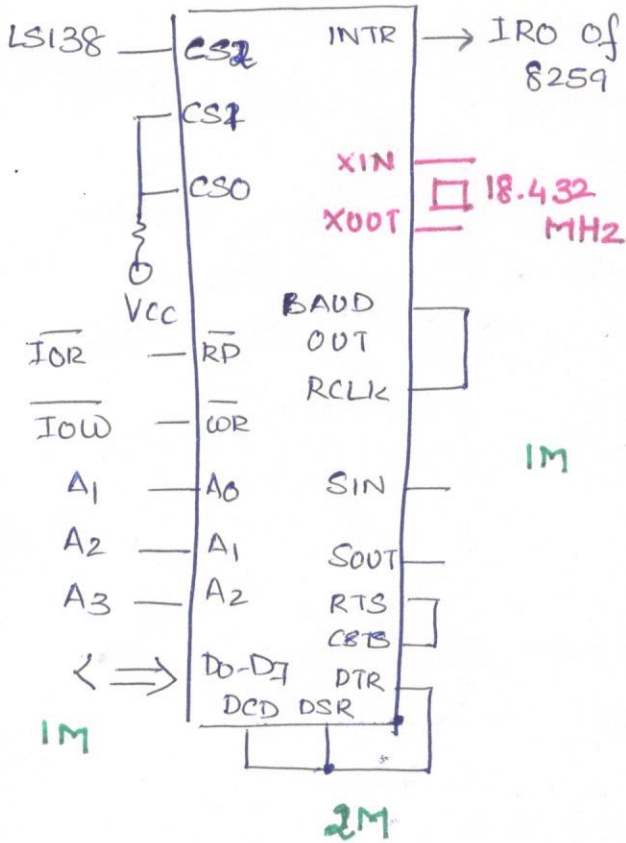 LS138 CS2 INTR → IRO Of
8259
CS1
XIN
CS0 18.432
XOUT MHz
VCC BAUD
OUT
IOR RD
RCLK
IOW WR
1M
A1 A0 SIN
A2 A1 SOUT
A3 A2 RTS
CTS
D0-D7 DTR
DCD DSR
1M
2M